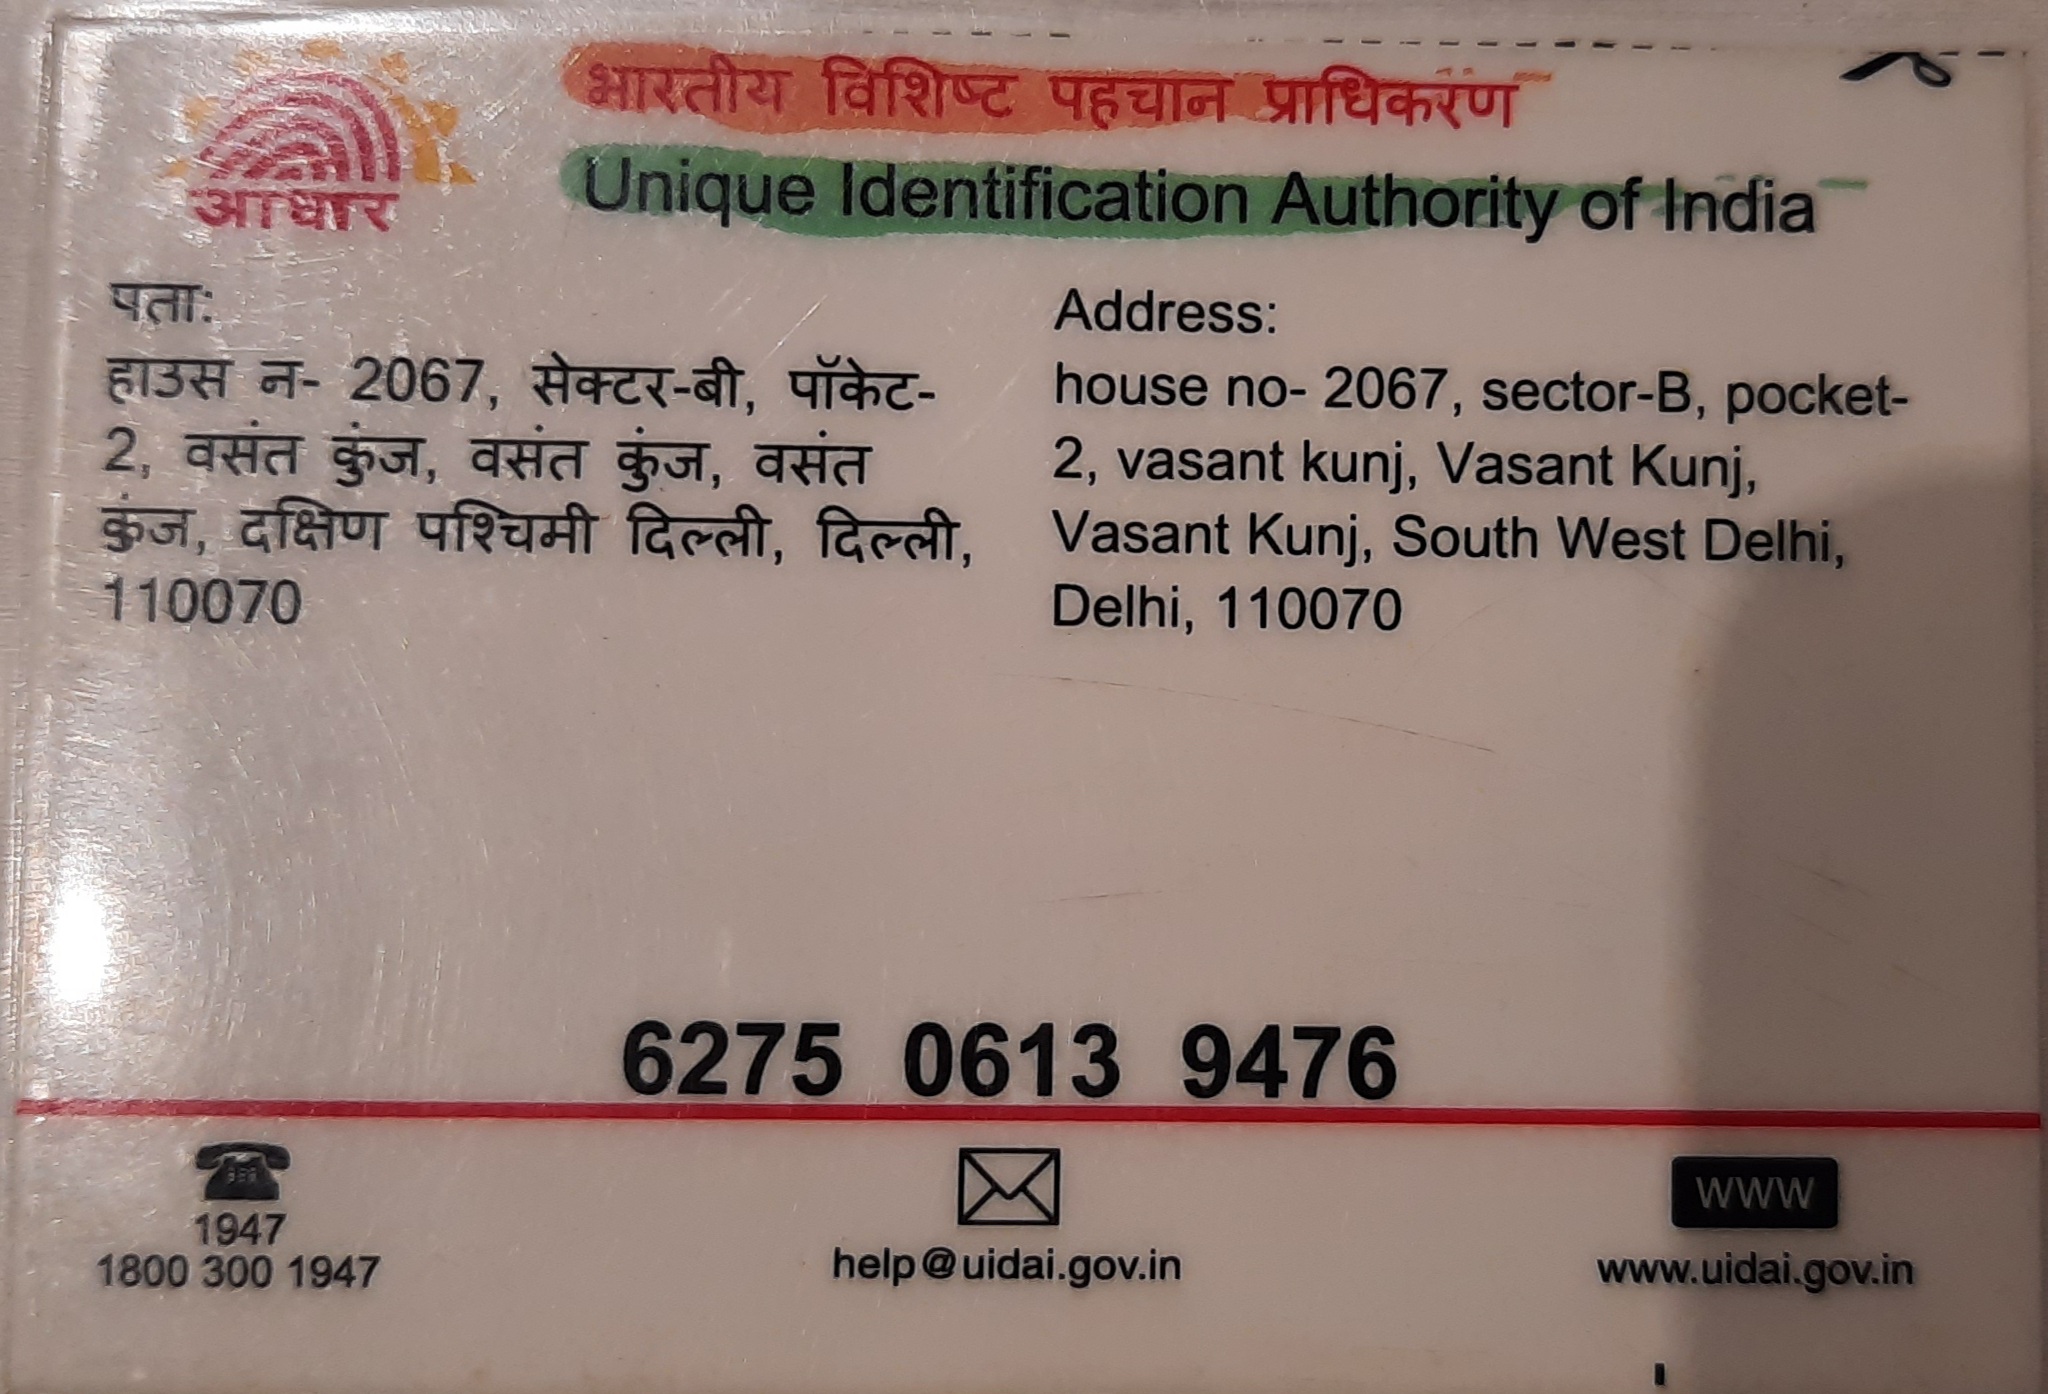 आधार
भारतीय विशिष्ट पहचान प्राधिकरण
Unique Identification Authority of India
पता:
हाउस न- 2067, सेक्टर-बी, पॉकेट-
2, वसंत कुंज, वसंत कुंज, वसंत
कुंज, दक्षिण पश्चिमी दिल्ली, दिल्ली,
110070
Address:
house no- 2067, sector-B, pocket-
2, vasant kunj, Vasant Kunj,
Vasant Kunj, South West Delhi,
Delhi, 110070
6275 0613 9476
1947
1800 300 1947
help@uidai.gov.in
WWW
www.uidai.gov.in